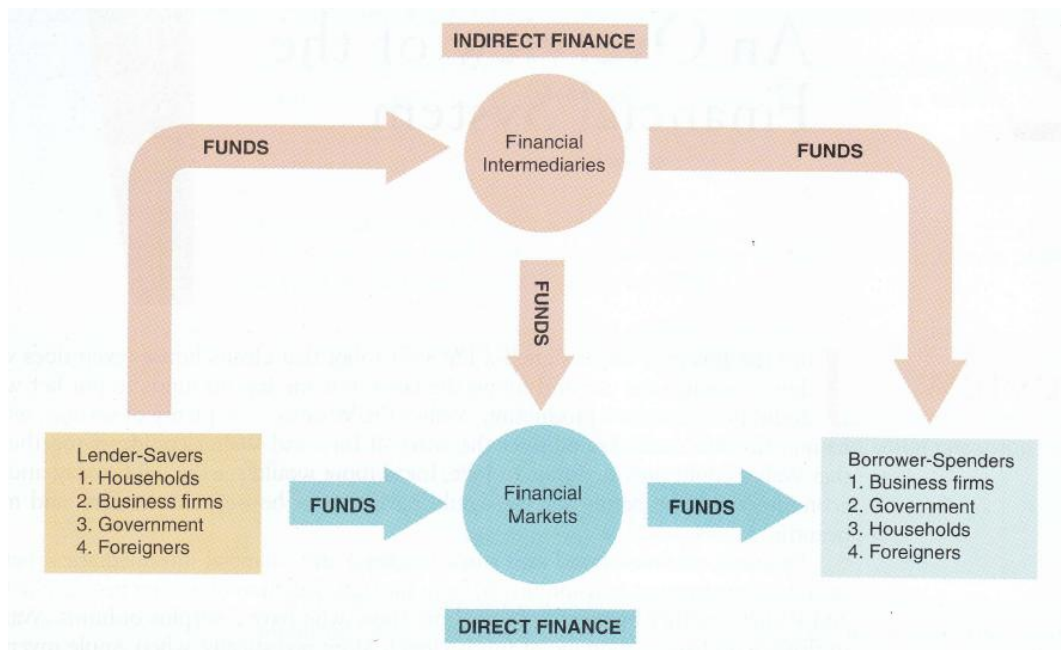 INDIRECT FINANCE
FUNDS
Financial
Intermediaries
FUNDS
FUNDS
Lender-Savers
1. Households
2. Business firms
3. Government
4. Foreigners
FUNDS
Financial
Markets
FUNDS
Borrower-Spenders
1. Business firms
2. Government
3. Households
4. Foreigners
DIRECT FINANCE